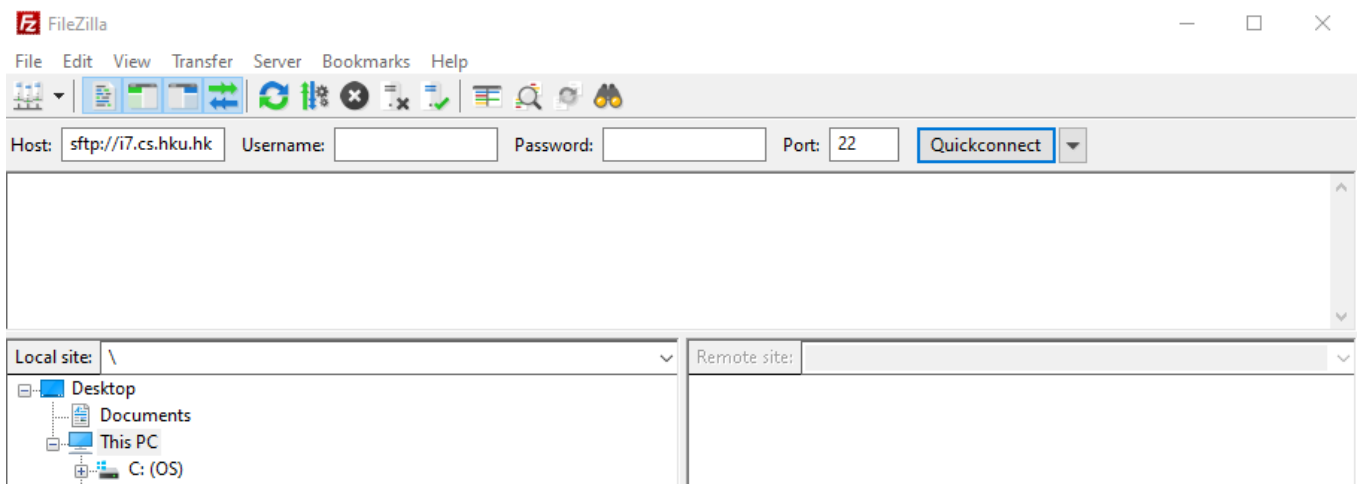 FileZilla
File Edit View Transfer Server Bookmarks Help
Host: sftp://i7.cs.hku.hk Username: Password: Port: 22 Quickconnect
Local site: \ Remote site:
Desktop
Documents
This PC
C: (OS)